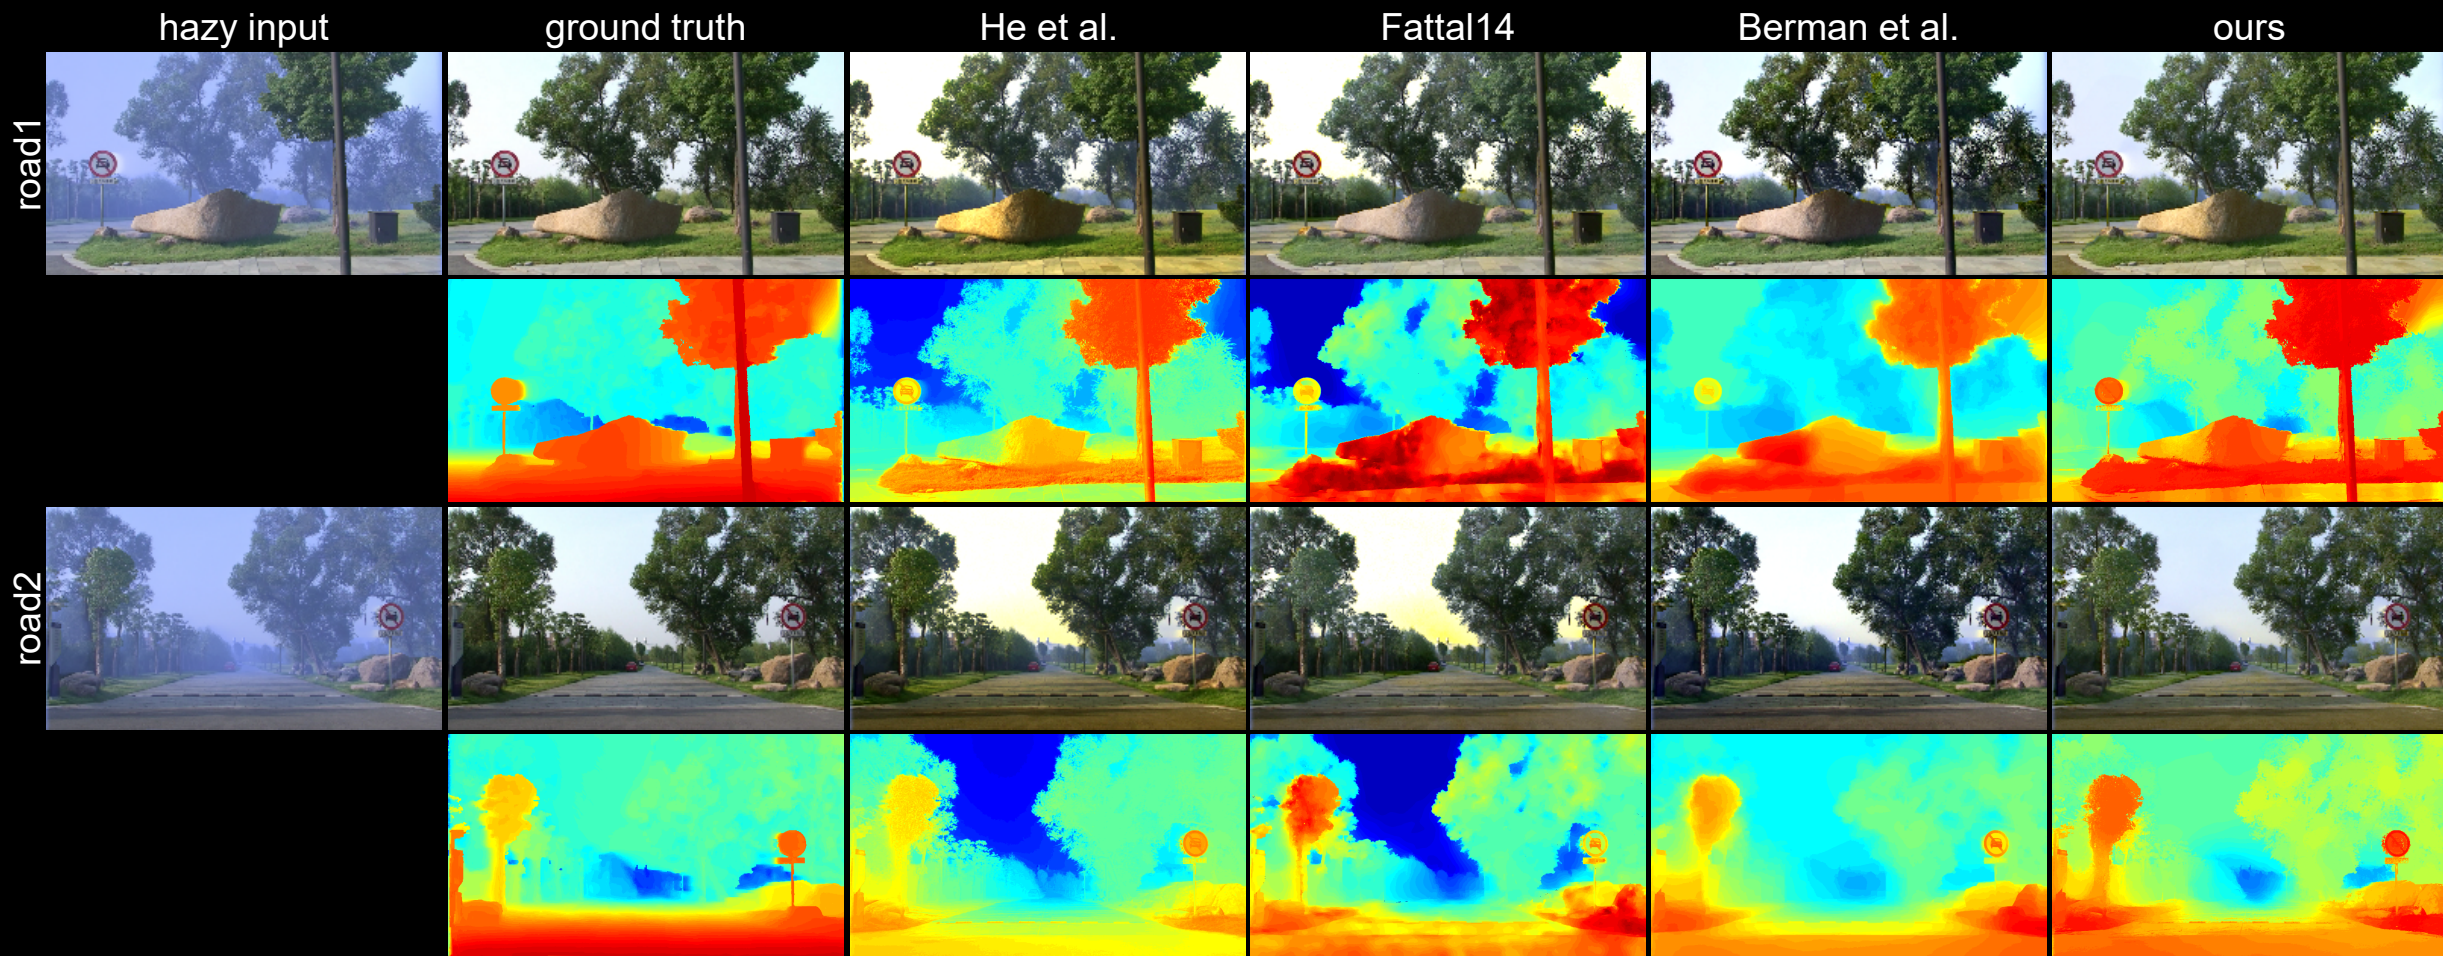 hazy input
ground truth
He et al.
Fattal14
Berman et al.
ours
road1
road2